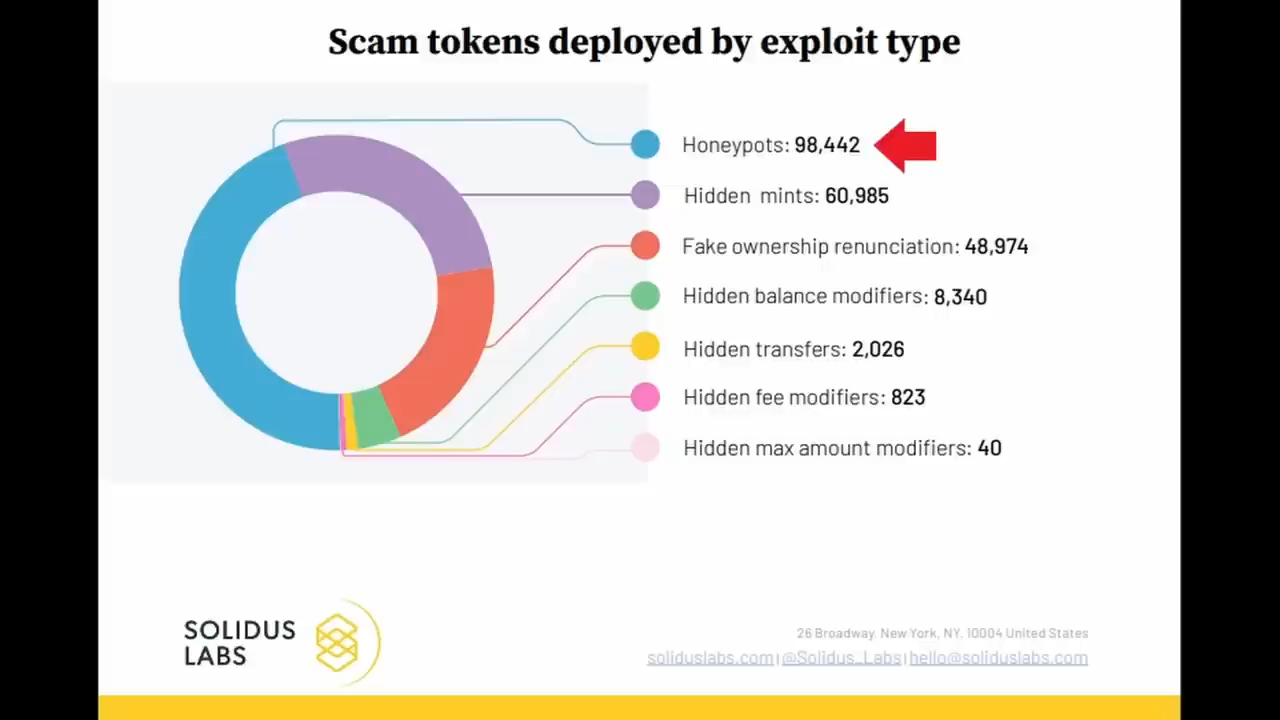 Scam tokens deployed by exploit type
Honeypots: 98,442
Hidden mints: 60,985
Fake ownership renunciation: 48,974
Hidden balance modifiers: 8,340
Hidden transfers: 2,026
Hidden fee modifiers: 823
Hidden max amount modifiers: 40
SOLIDUS
LABS
26 Broadway, New York, NY, 10004 United States
soliduslabs.com | @Solidus_Labs | hello@soliduslabs.com